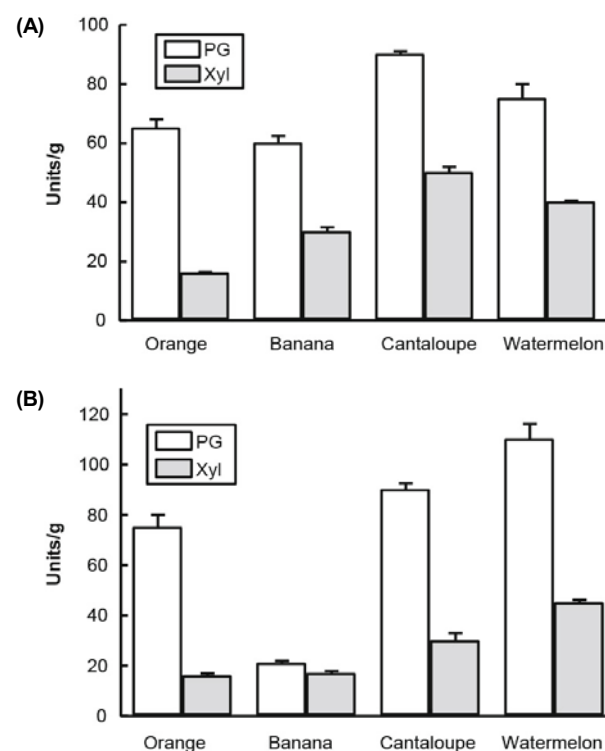 (A)
100
80
60
40
20
0
Units/g
PG
Xyl
Orange Banana Cantaloupe Watermelon
(B)
120
100
80
60
40
20
0
Units/g
PG
Xyl
Orange Banana Cantaloupe Watermelon